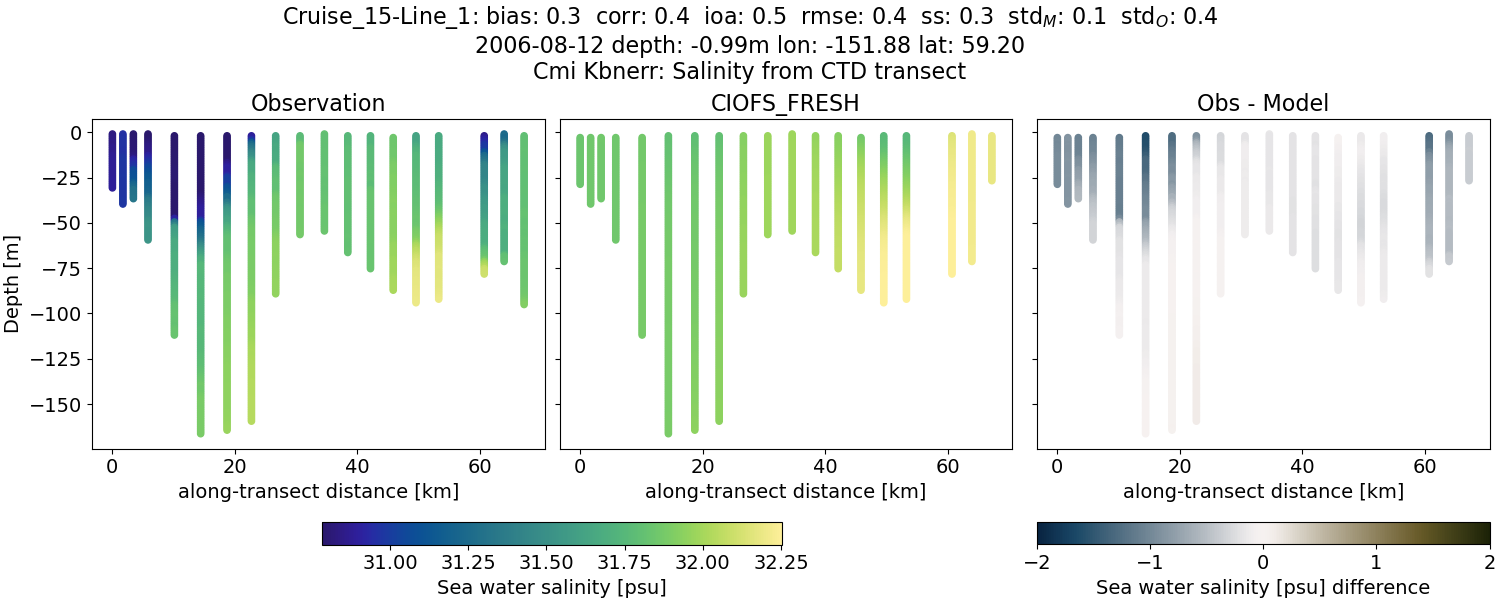 Cruise_15-Line_1: bias: 0.3 corr: 0.4 ioa: 0.5 rmse: 0.4 ss: 0.3 std_M: 0.1 std_O: 0.4
2006-08-12 depth: -0.99m lon: -151.88 lat: 59.20
Cmi Kbnerr: Salinity from CTD transect
Observation
CIOFS_FRESH
Obs - Model
Depth [m]
0
−25
−50
−75
−100
−125
−150
0 20 40 60
0 20 40 60
0 20 40 60
along-transect distance [km]
along-transect distance [km]
along-transect distance [km]
31.00 31.25 31.50 31.75 32.00 32.25
Sea water salinity [psu]
−2 −1 0 1 2
Sea water salinity [psu] difference